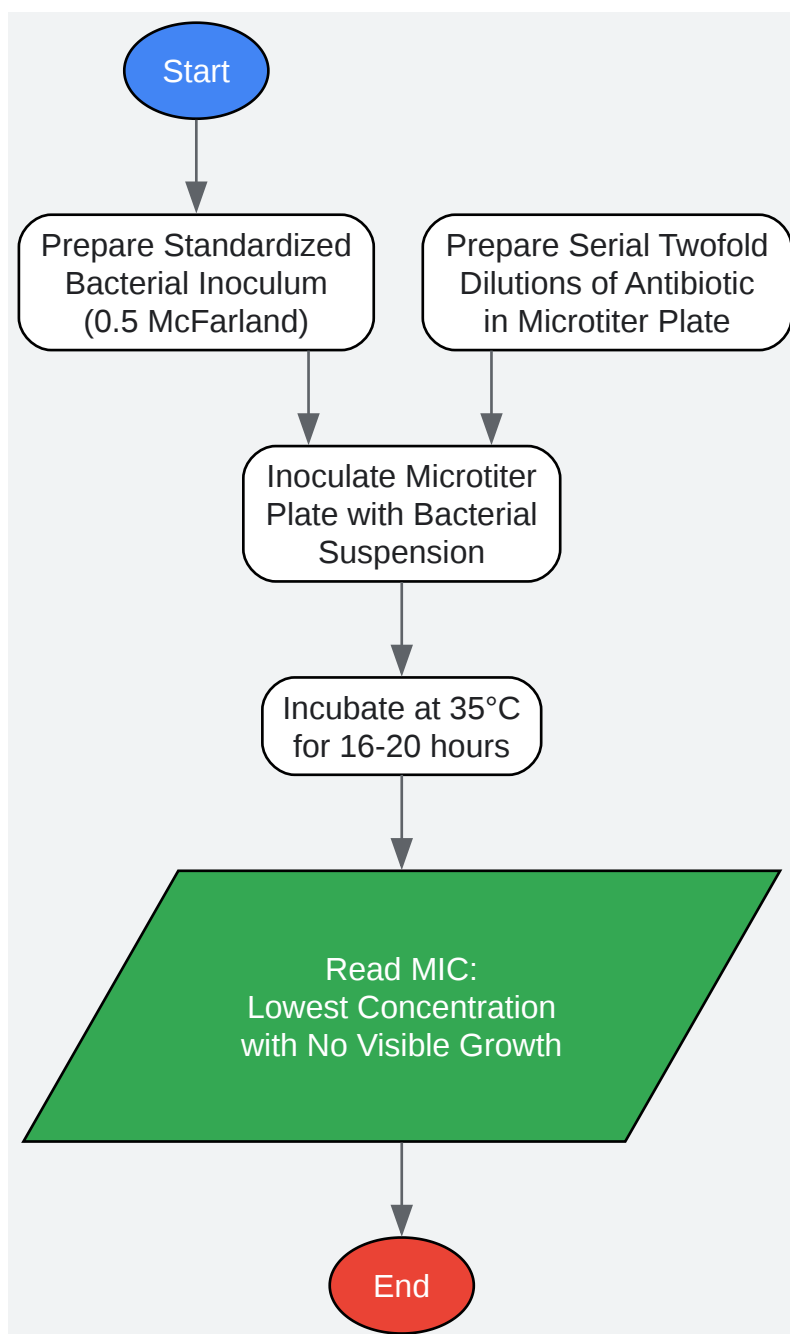 Start
Prepare Standardized
Bacterial Inoculum
(0.5 McFarland)
Prepare Serial Twofold
Dilutions of Antibiotic
in Microtiter Plate
Inoculate Microtiter
Plate with Bacterial
Suspension
Incubate at 35°C
for 16-20 hours
Read MIC:
Lowest Concentration
with No Visible Growth
End